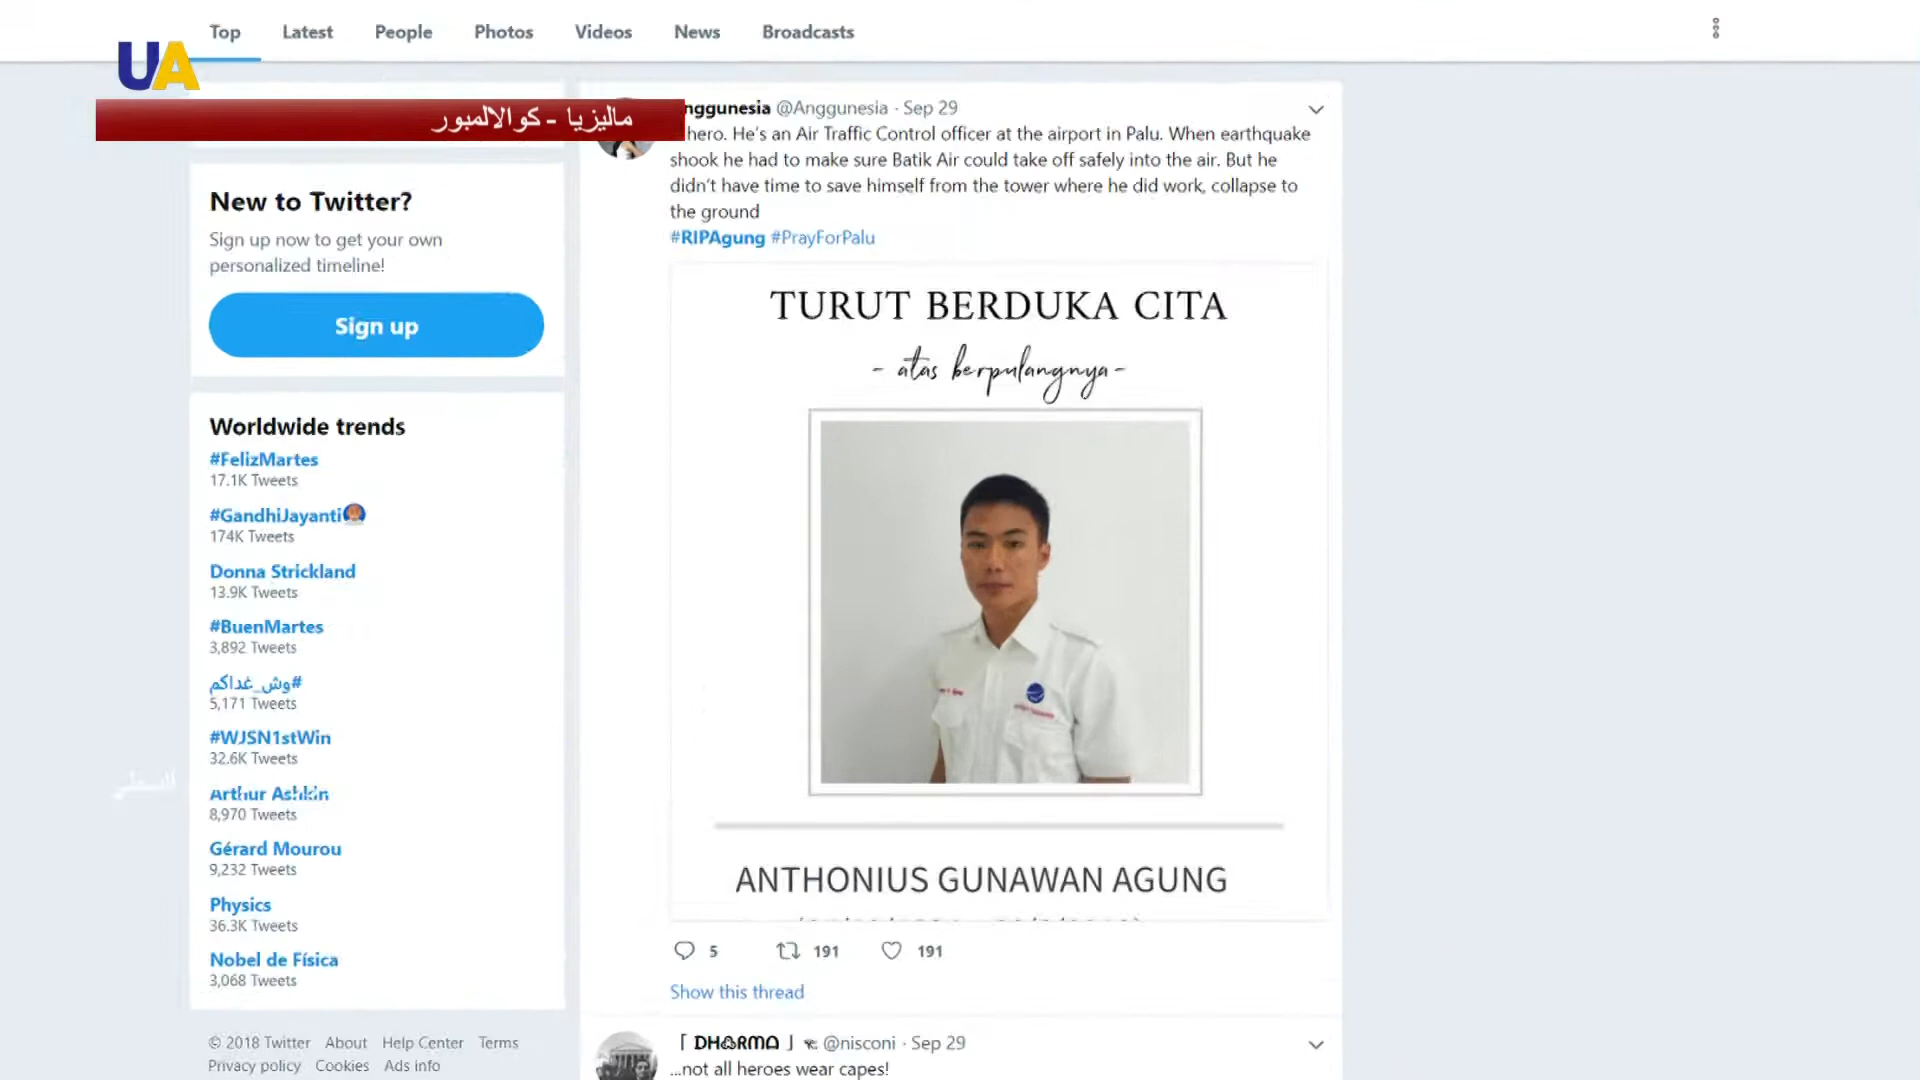 Top Latest People Photos Videos News Broadcasts
UA
ماليزيا - كوالالمبور
New to Twitter?
Sign up now to get your own
personalized timeline!
Sign up
Worldwide trends
#FelizMartes
17.1K Tweets
#GandhiJayanti
174K Tweets
Donna Strickland
13.9K Tweets
#BuenMartes
3,892 Tweets
#وش_غداكم
5,171 Tweets
#WJSN1stWin
32.6K Tweets
Arthur Ashkin
8,970 Tweets
Gérard Mourou
9,232 Tweets
Physics
36.3K Tweets
Nobel de Física
3,068 Tweets
© 2018 Twitter About Help Center Terms
Privacy policy Cookies Ads info
@Anggunesia · Sep 29
hero. He's an Air Traffic Control officer at the airport in Palu. When earthquake
shook he had to make sure Batik Air could take off safely into the air. But he
didn't have time to save himself from the tower where he did work, collapse to
the ground
#RIPAgung #PrayForPalu
TURUT BERDUKA CITA
- atas berpulangnya -
ANTHONIUS GUNAWAN AGUNG
5 191 191
Show this thread
「 DHARMA 」 @nisconi · Sep 29
...not all heroes wear capes!